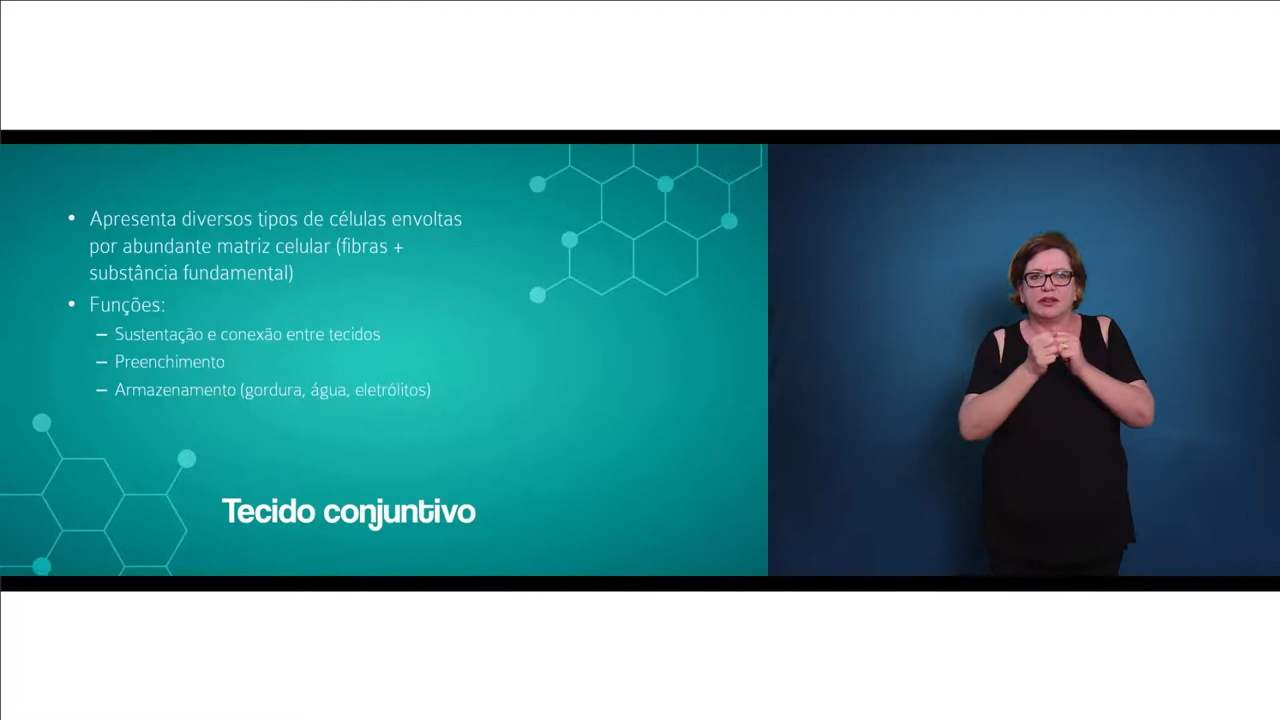 • Apresenta diversos tipos de células envoltas
por abundante matriz celular (fibras +
substância fundamental)
• Funções:
– Sustentação e conexão entre tecidos
– Preenchimento
– Armazenamento (gordura, água, eletrólitos)
Tecido conjuntivo